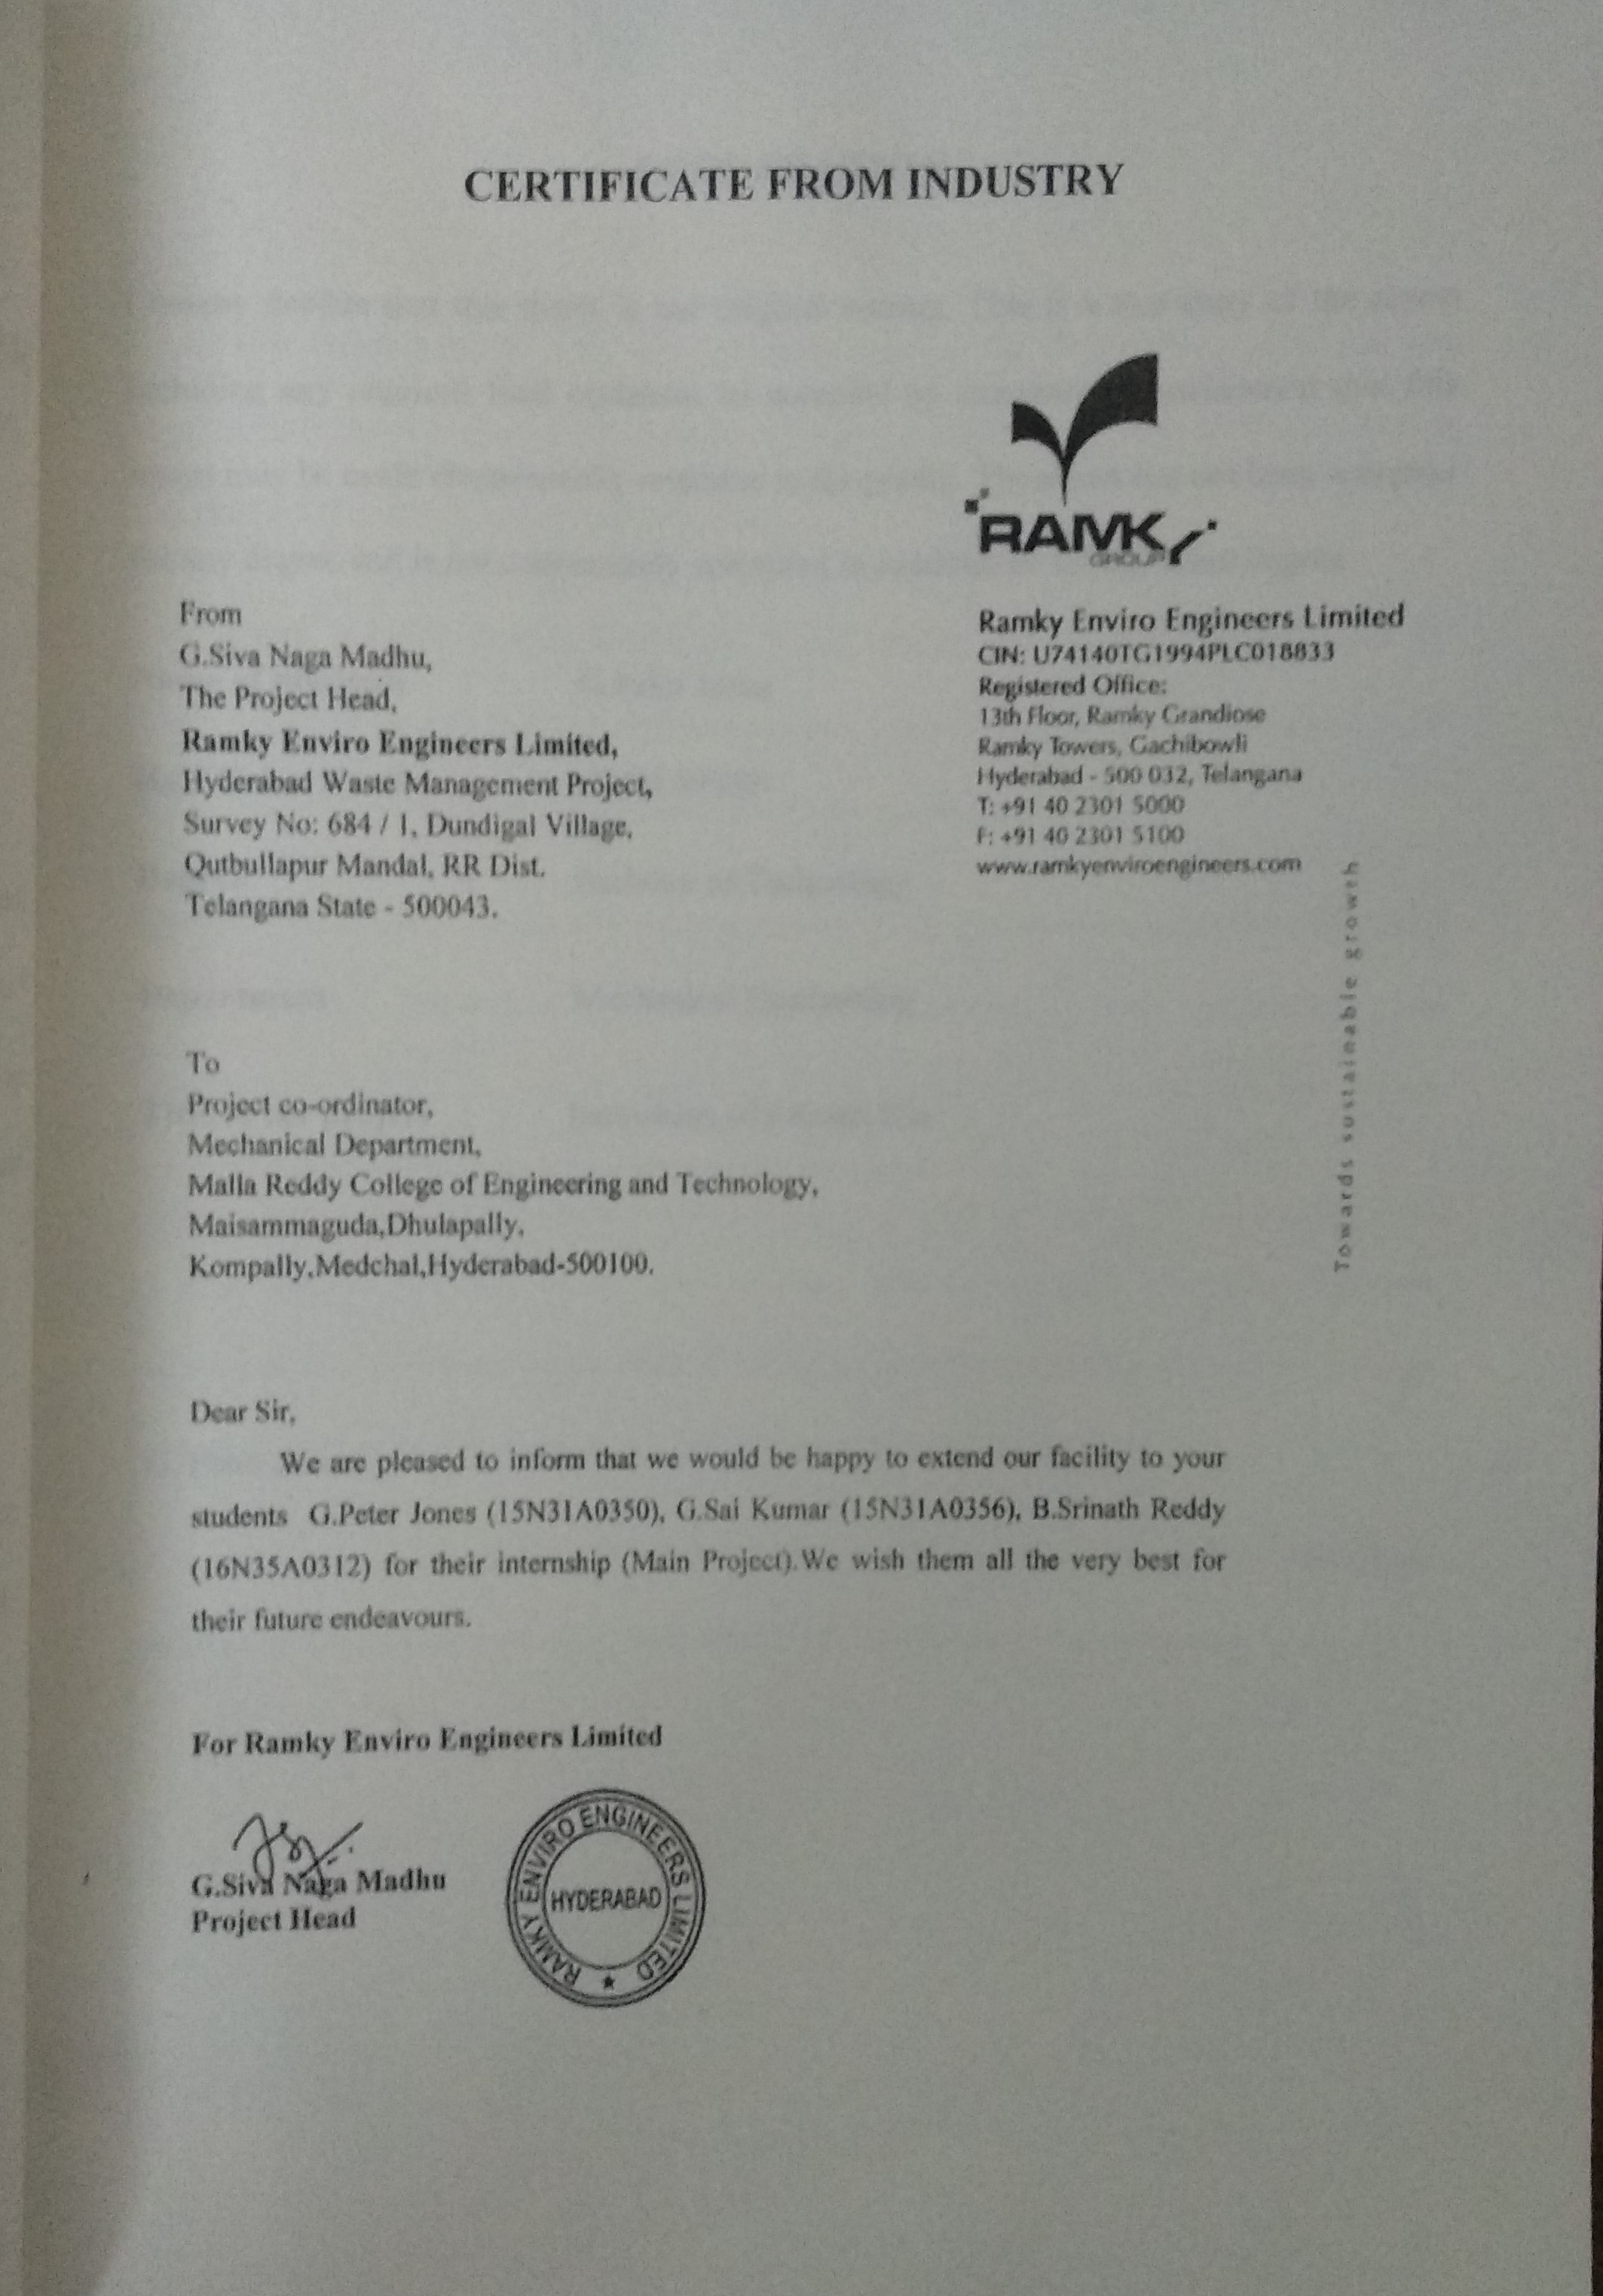 CERTIFICATE FROM INDUSTRY
RAMKY
GROUP
From
G.Siva Naga Madhu,
The Project Head,
Ramky Enviro Engineers Limited,
Hyderabad Waste Management Project,
Survey No: 684 / 1, Dundigal Village,
Qutbullapur Mandal, RR Dist.
Telangana State - 500043.
Ramky Enviro Engineers Limited
CIN: U74140TG1994PLC018833
Registered Office:
13th Floor, Ramky Grandiose
Ramky Towers, Gachibowli
Hyderabad - 500 032, Telangana
T: +91 40 2301 5000
F: +91 40 2301 5100
www.ramkyenviroengineers.com
Towards sustainable growth
To
Project co-ordinator,
Mechanical Department,
Malla Reddy College of Engineering and Technology,
Maisammaguda,Dhulapally,
Kompally,Medchal,Hyderabad-500100.
Dear Sir,
We are pleased to inform that we would be happy to extend our facility to your
students G.Peter Jones (15N31A0350), G.Sai Kumar (15N31A0356), B.Srinath Reddy
(16N35A0312) for their internship (Main Project).We wish them all the very best for
their future endeavours.
For Ramky Enviro Engineers Limited
G.Siva Naga Madhu
Project Head
RAMKY ENVIRO ENGINEERS LIMITED
HYDERABAD